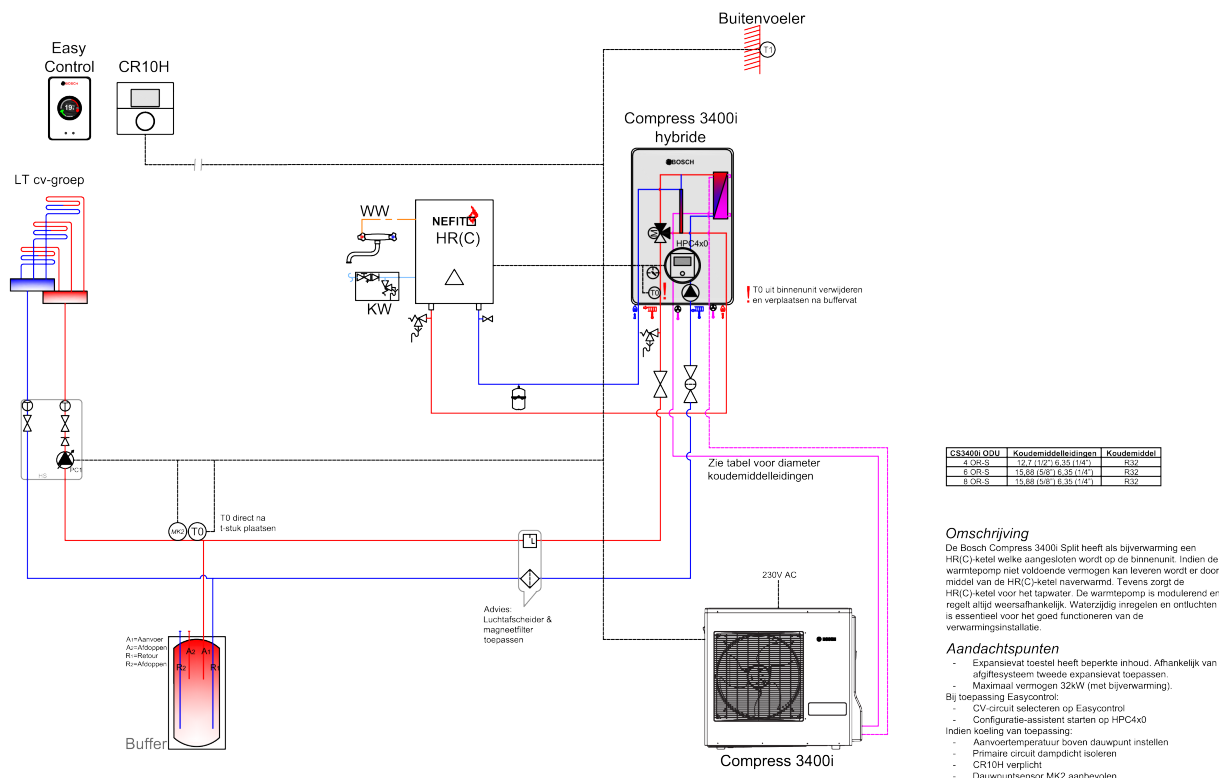 Buitenvoeler
T1
Easy
Control
CR10H
BOSCH
19
Compress 3400i
hybride
BOSCH
LT cv-groep
WW
NEFIT
HR(C)
KW
HPC4x0
M
T0
! T0 uit binnenunit verwijderen
en verplaatsen na buffervat
PC1
HS
MK2
T0
T0 direct na
t-stuk plaatsen
L
Zie tabel voor diameter
koudemiddelleidingen
CS3400i ODU Koudemiddelleidingen Koudemiddel
4 OR-S 12,7 (1/2") 6,35 (1/4") R32
6 OR-S 15,88 (5/8") 6,35 (1/4") R32
8 OR-S 15,88 (5/8") 6,35 (1/4") R32
Omschrijving
De Bosch Compress 3400i Split heeft als bijverwarming een
HR(C)-ketel welke aangesloten wordt op de binnenunit. Indien de
warmtepomp niet voldoende vermogen kan leveren wordt er door
middel van de HR(C)-ketel naverwarmd. Tevens zorgt de
HR(C)-ketel voor het tapwater. De warmtepomp is modulerend en
regelt altijd weersafhankelijk. Waterzijdig inregelen en ontluchten
is essentieel voor het goed functioneren van de
verwarmingsinstallatie.
Aandachtspunten
- Expansievat toestel heeft beperkte inhoud. Afhankelijk van
afgiftesysteem tweede expansievat toepassen.
- Maximaal vermogen 32kW (met bijverwarming).
Bij toepassing Easycontrol:
- CV-circuit selecteren op Easycontrol
- Configuratie-assistent starten op HPC4x0
Indien koeling van toepassing:
- Aanvoertemperatuur boven dauwpunt instellen
- Primaire circuit dampdicht isoleren
- CR10H verplicht
- Dauwpuntsensor MK2 aanbevolen
230V AC
Advies:
Luchtafscheider &
magneetfilter
toepassen
A1=Aanvoer
A2=Afdoppen
R1=Retour
R2=Afdoppen
A2 A1
R2 R1
Buffer
BOSCH
Compress 3400i